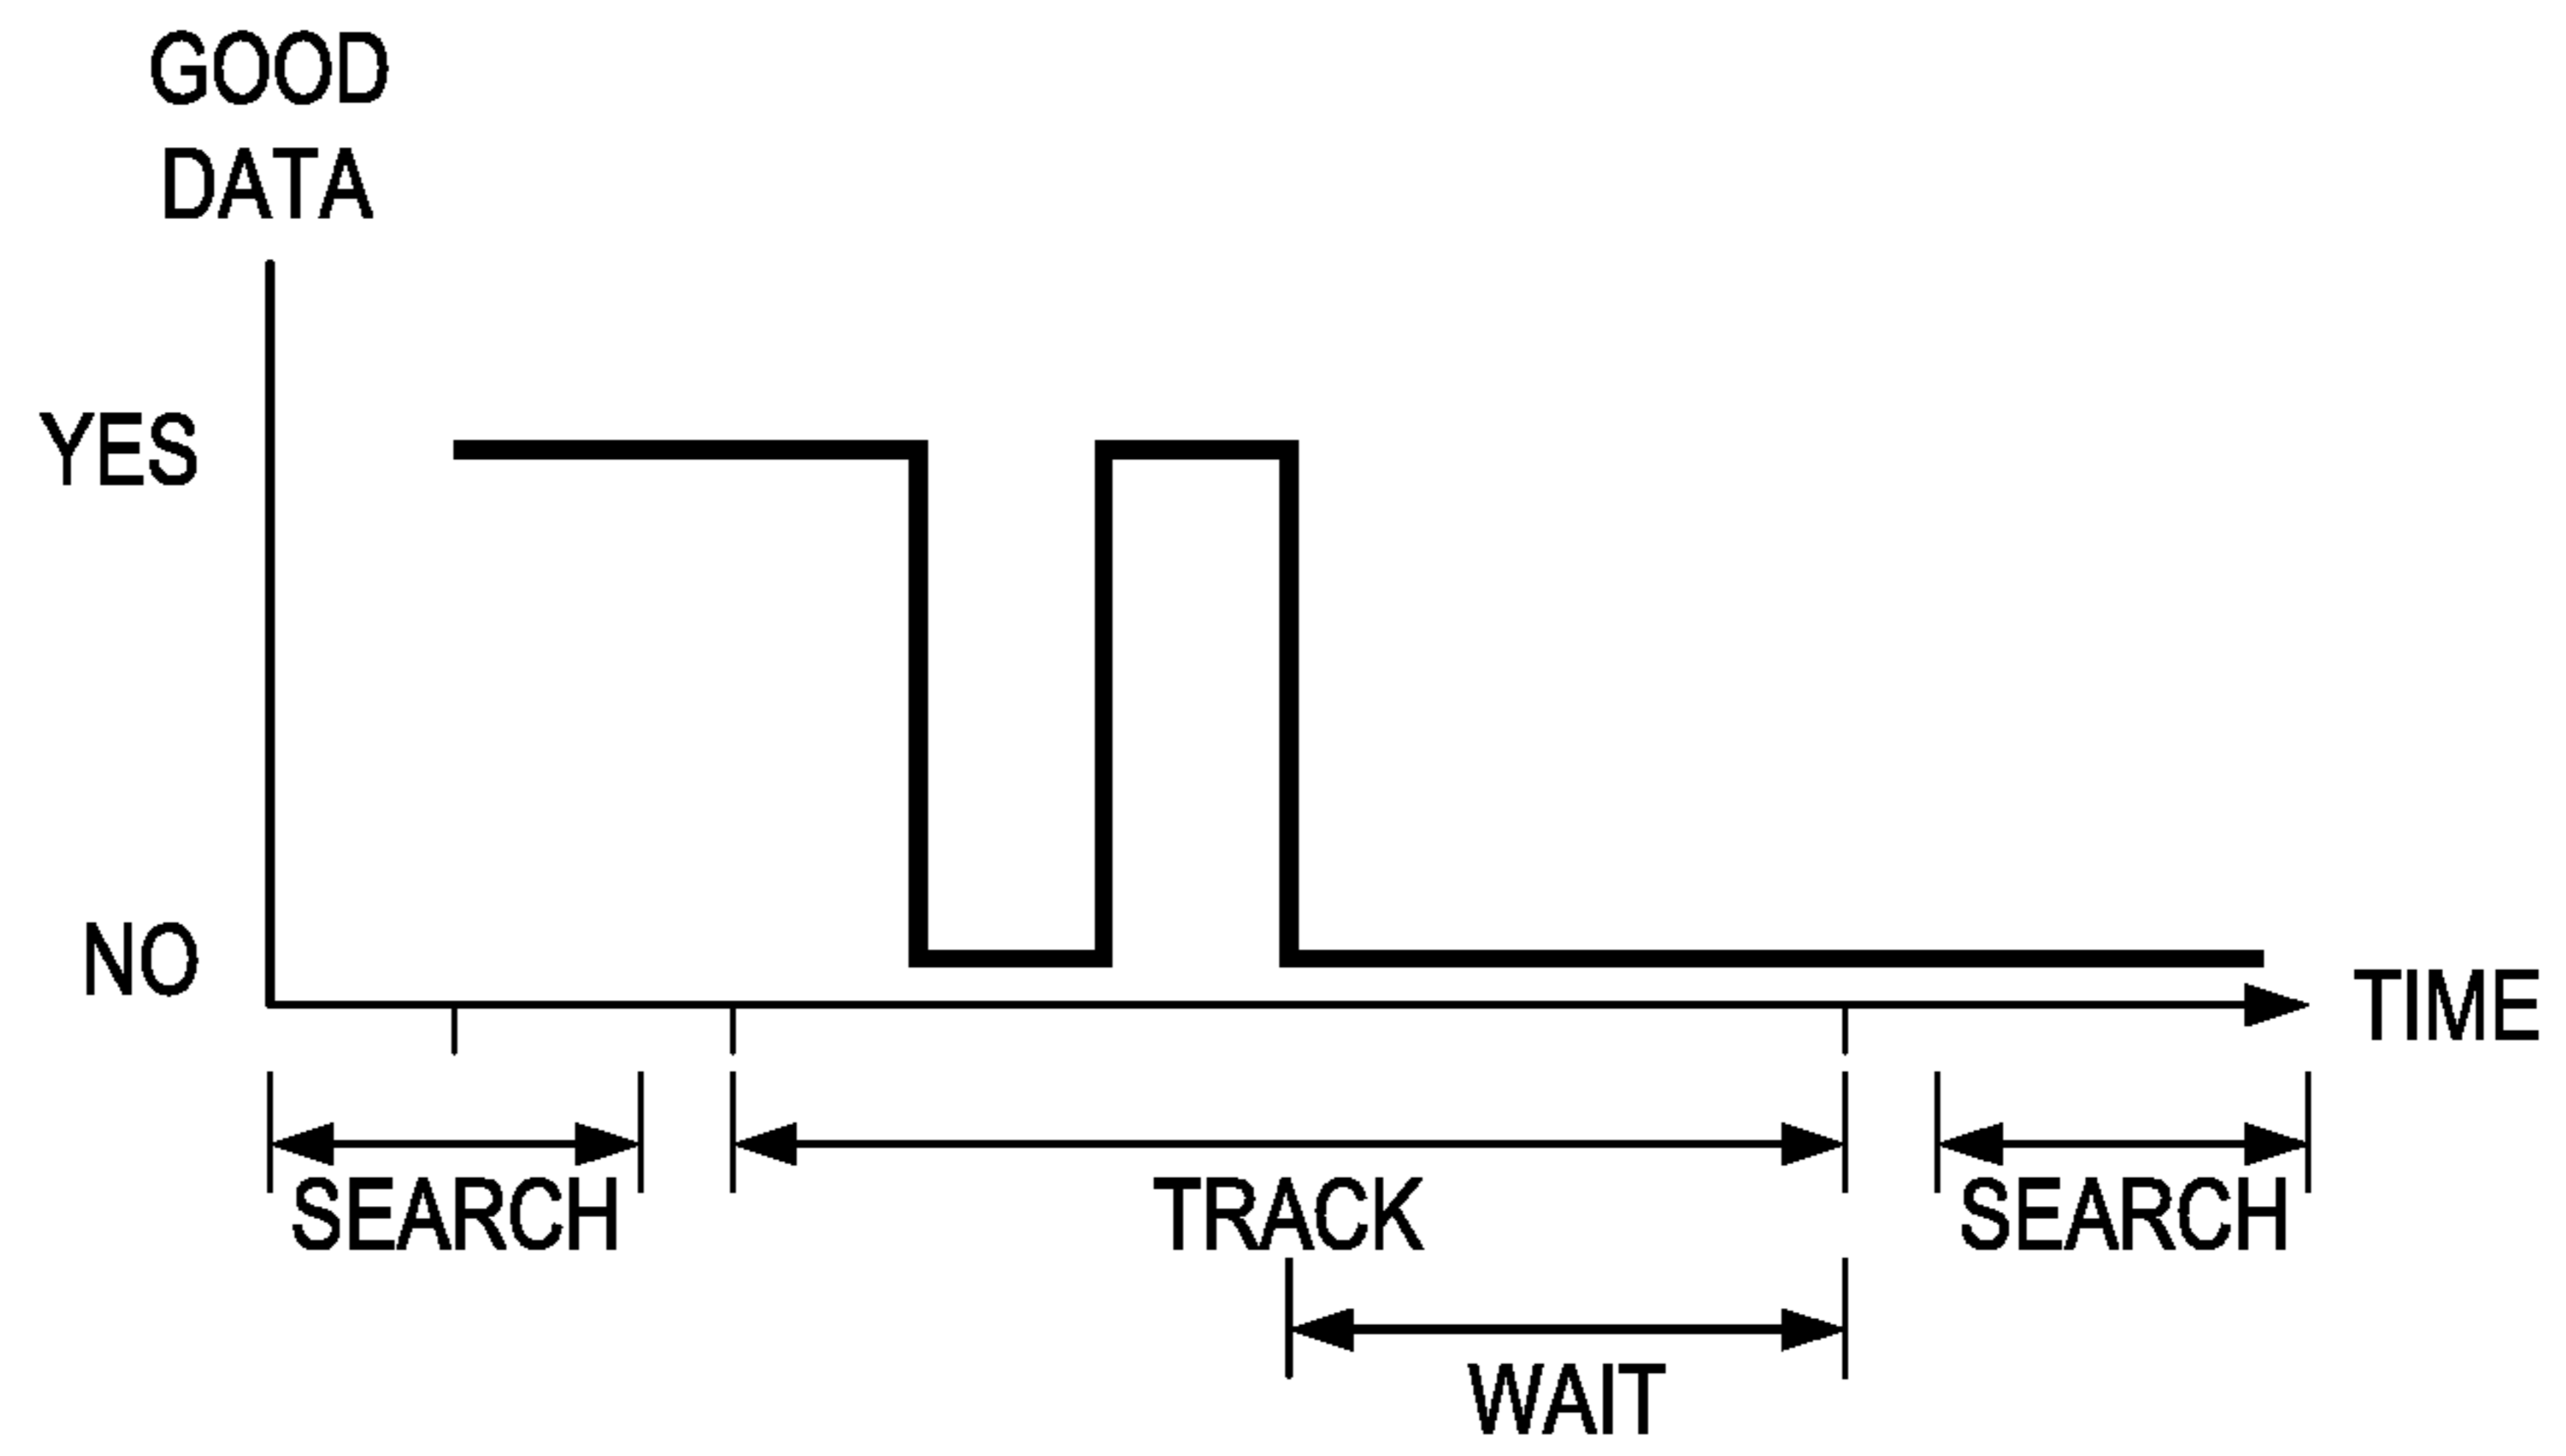 GOOD
DATA
YES
NO
TIME
SEARCH
TRACK
SEARCH
WAIT